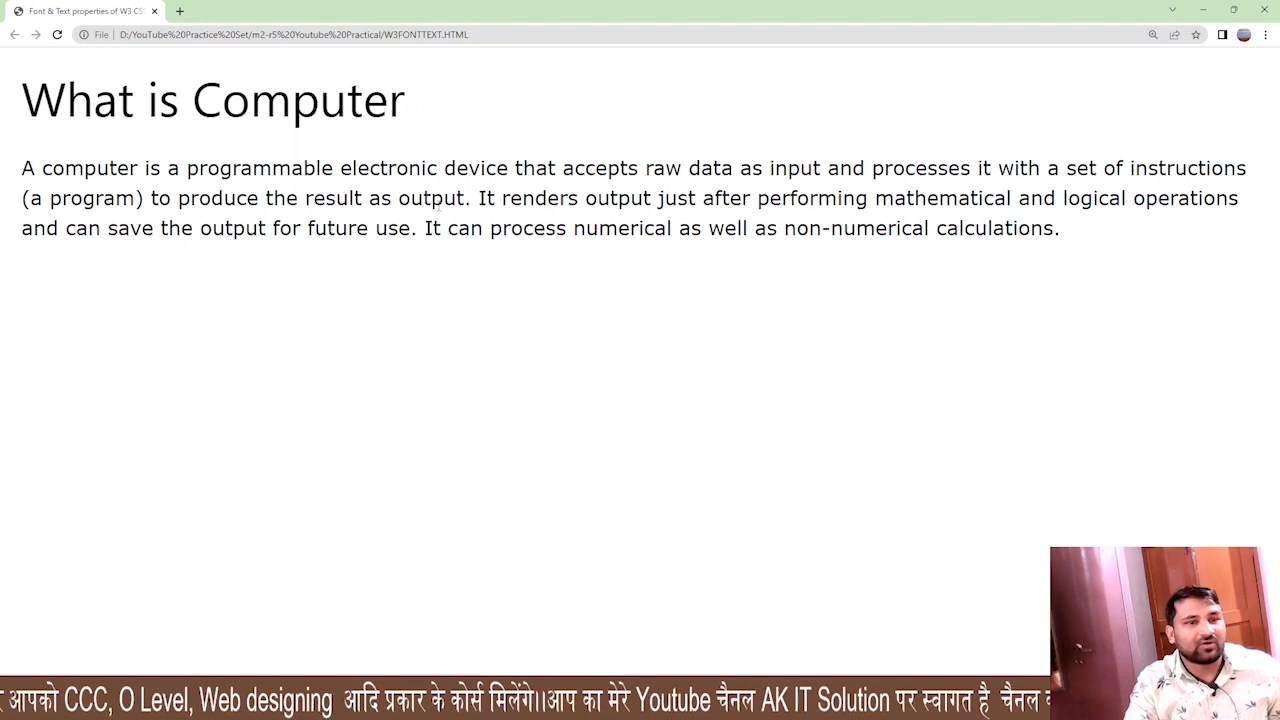 Font & Text properties of W3 CS
File
D:/YouTube%20Practice%20Set/m2-r5%20Youtube%20Practical/W3FONTTEXT.HTML
What is Computer
A computer is a programmable electronic device that accepts raw data as input and processes it with a set of instructions
(a program) to produce the result as output. It renders output just after performing mathematical and logical operations
and can save the output for future use. It can process numerical as well as non-numerical calculations.
आपको CCC, O Level, Web designing आदि प्रकार के कोर्स मिलेंगे।।आप का मेरे Youtube चैनल AK IT Solution पर स्वागत है चैनल